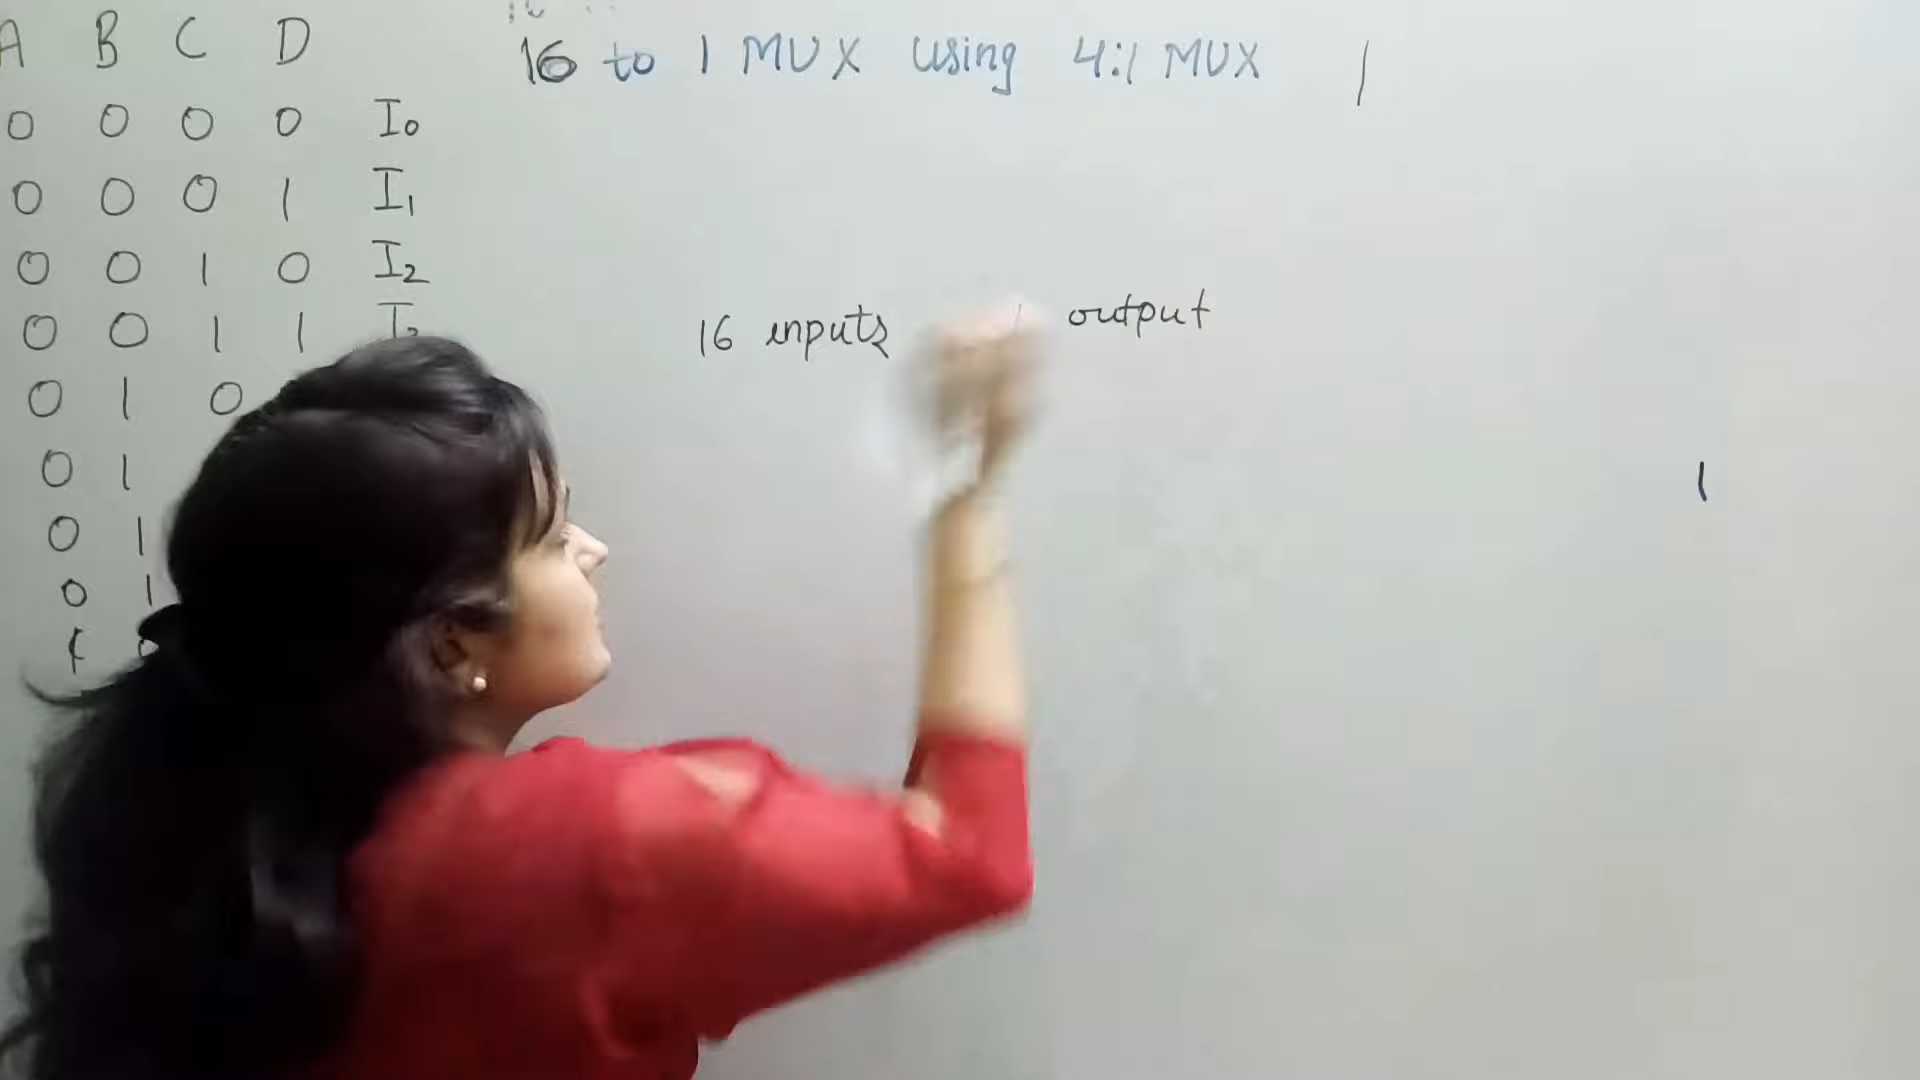 A B C D
16 to 1 MUX using 4:1 MUX
0 0 0 0 I0
0 0 0 1 I1
0 0 1 0 I2
0 0 1 1
16 inputs 1 output
0 1 0
0 1
0 1
0 1
1